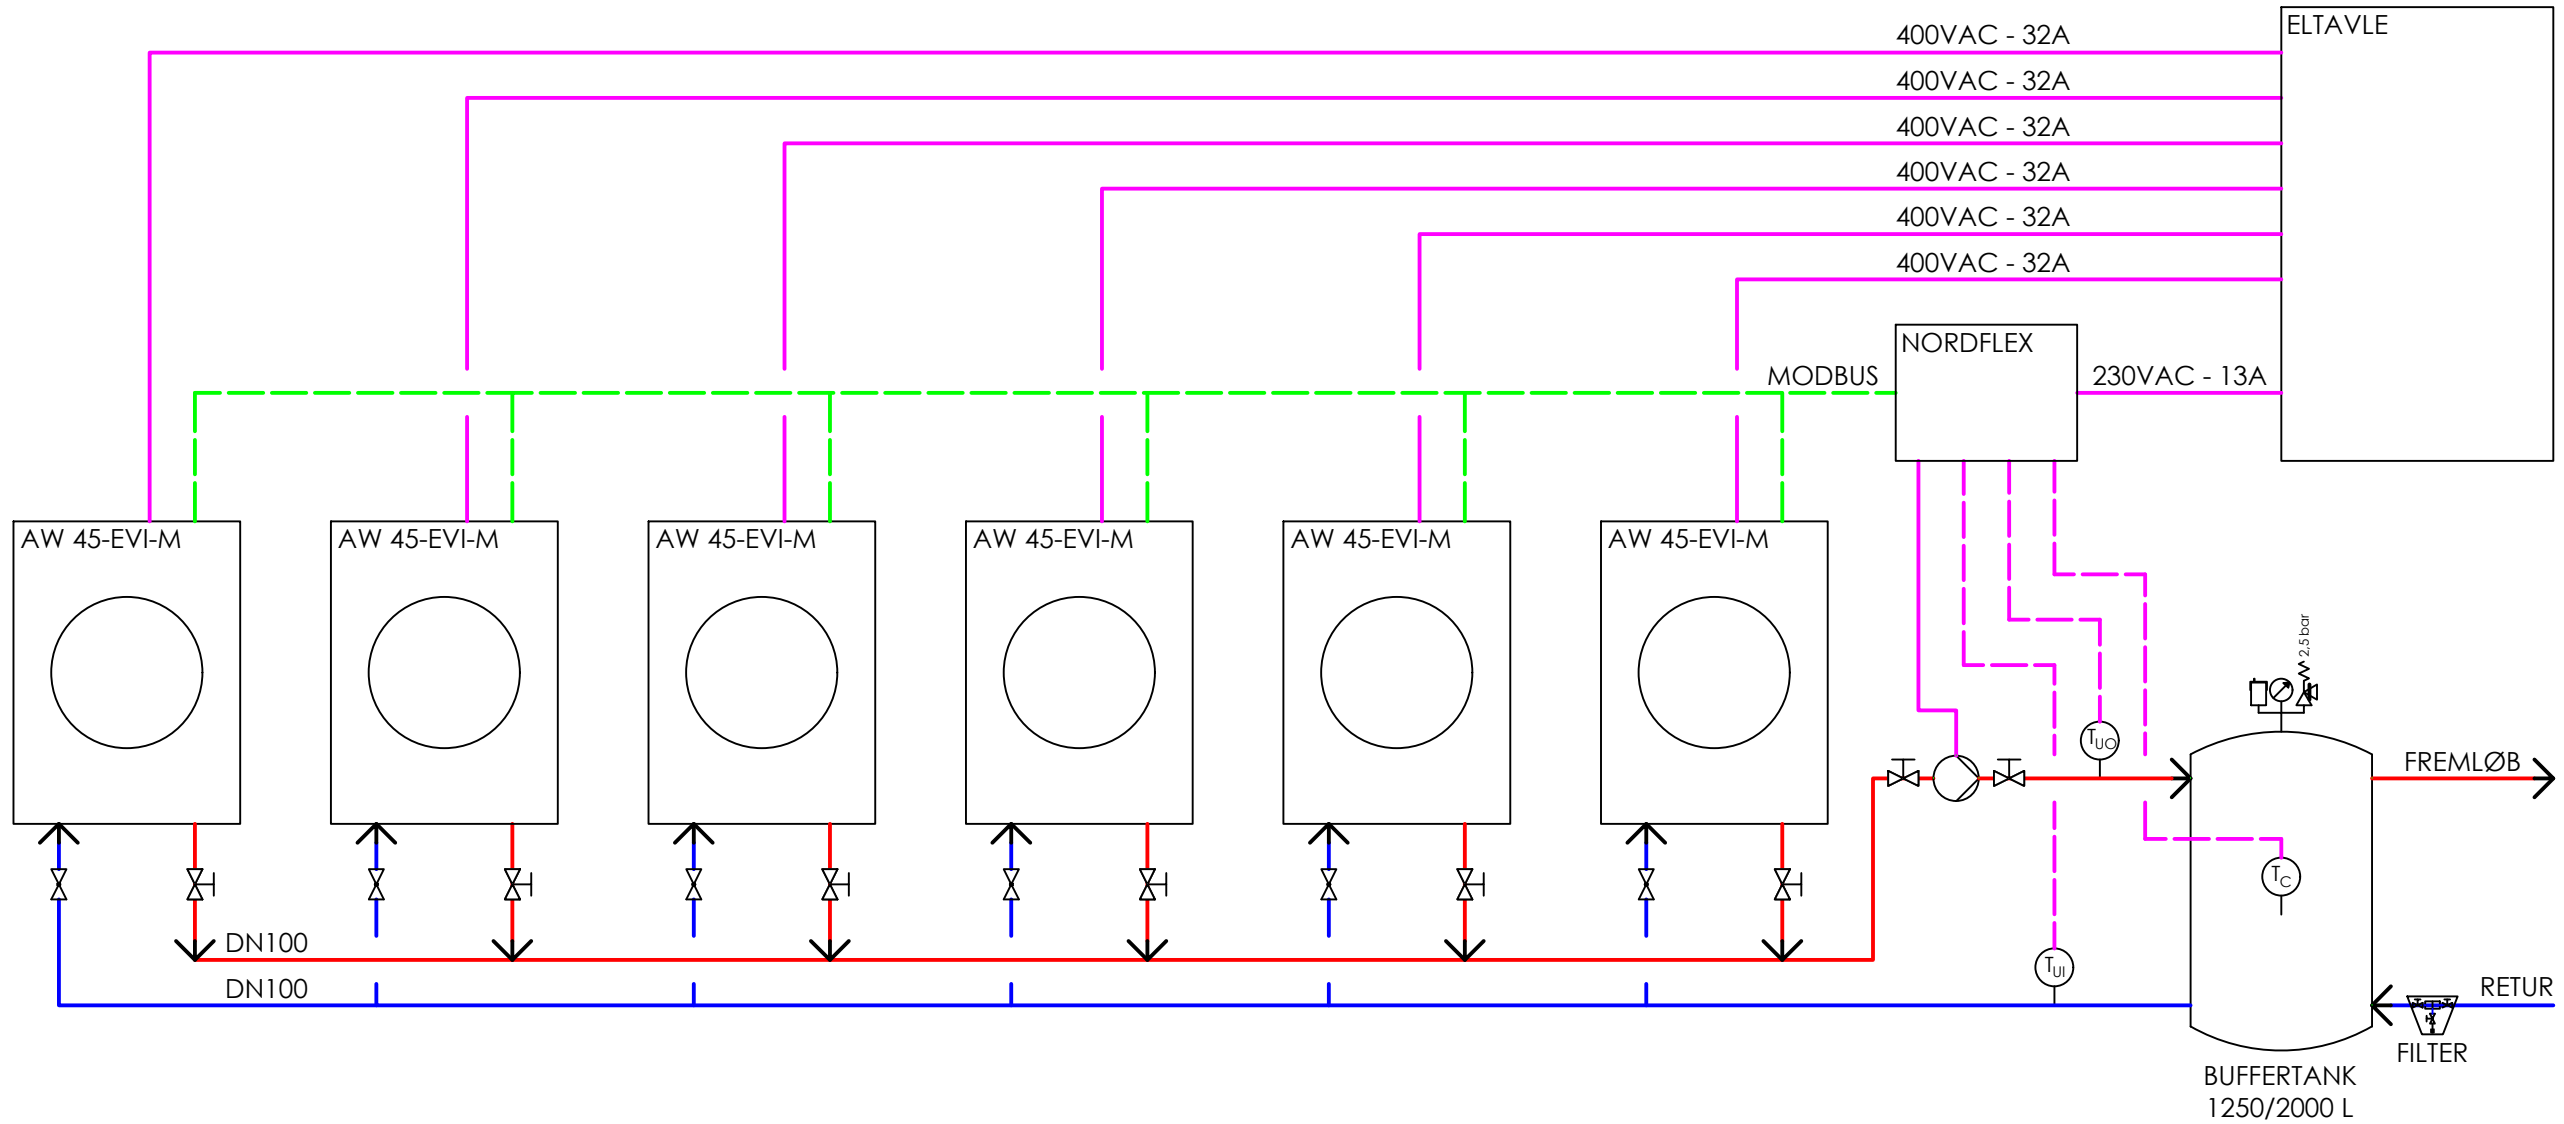 ELTAVLE
400VAC - 32A
400VAC - 32A
400VAC - 32A
400VAC - 32A
400VAC - 32A
400VAC - 32A
NORDFLEX
MODBUS
230VAC - 13A
AW 45-EVI-M
AW 45-EVI-M
AW 45-EVI-M
AW 45-EVI-M
AW 45-EVI-M
AW 45-EVI-M
2,5 bar
TUO
FREMLØB
TC
DN100
TUI
DN100
RETUR
FILTER
BUFFERTANK
1250/2000 L